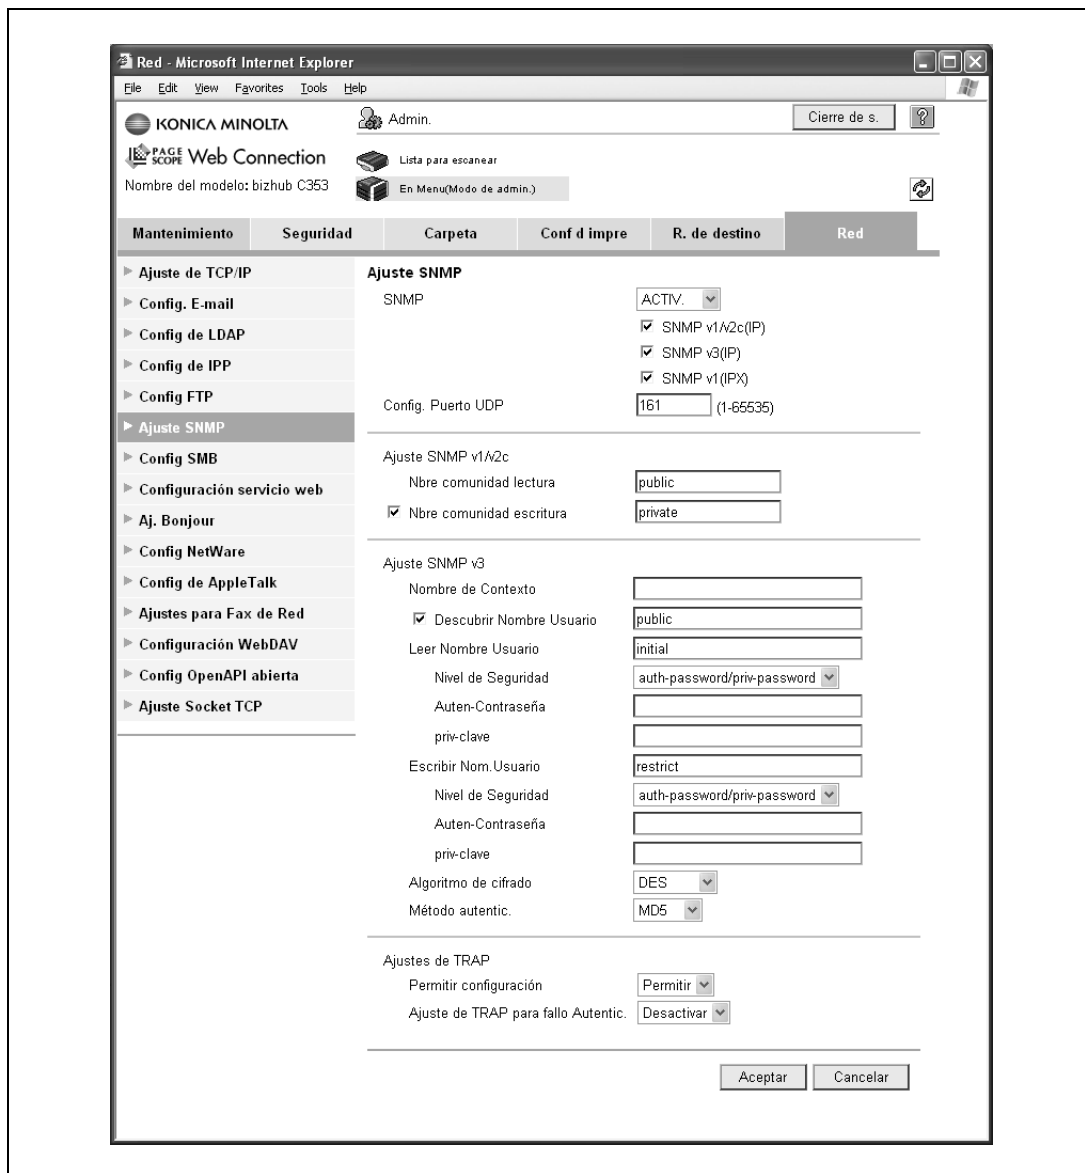 Red - Microsoft Internet Explorer
File Edit View Favorites Tools Help
KONICA MINOLTA
Admin.
Cierre de s.
?
PAGE SCOPE Web Connection
Lista para escanear
Nombre del modelo: bizhub C353
En Menu(Modo de admin.)
Mantenimiento Seguridad Carpeta Conf d impre R. de destino Red
Ajuste de TCP/IP
Config. E-mail
Config de LDAP
Config de IPP
Config FTP
Ajuste SNMP
Config SMB
Configuración servicio web
Aj. Bonjour
Config NetWare
Config de AppleTalk
Ajustes para Fax de Red
Configuración WebDAV
Config OpenAPI abierta
Ajuste Socket TCP
Ajuste SNMP
SNMP ACTIV.
SNMP v1/v2c(IP)
SNMP v3(IP)
SNMP v1(IPX)
Config. Puerto UDP 161 (1-65535)
Ajuste SNMP v1/v2c
Nbre comunidad lectura public
Nbre comunidad escritura private
Ajuste SNMP v3
Nombre de Contexto
Descubrir Nombre Usuario public
Leer Nombre Usuario initial
Nivel de Seguridad auth-password/priv-password
Auten-Contraseña
priv-clave
Escribir Nom.Usuario restrict
Nivel de Seguridad auth-password/priv-password
Auten-Contraseña
priv-clave
Algoritmo de cifrado DES
Método autentic. MD5
Ajustes de TRAP
Permitir configuración Permitir
Ajuste de TRAP para fallo Autentic. Desactivar
Aceptar Cancelar